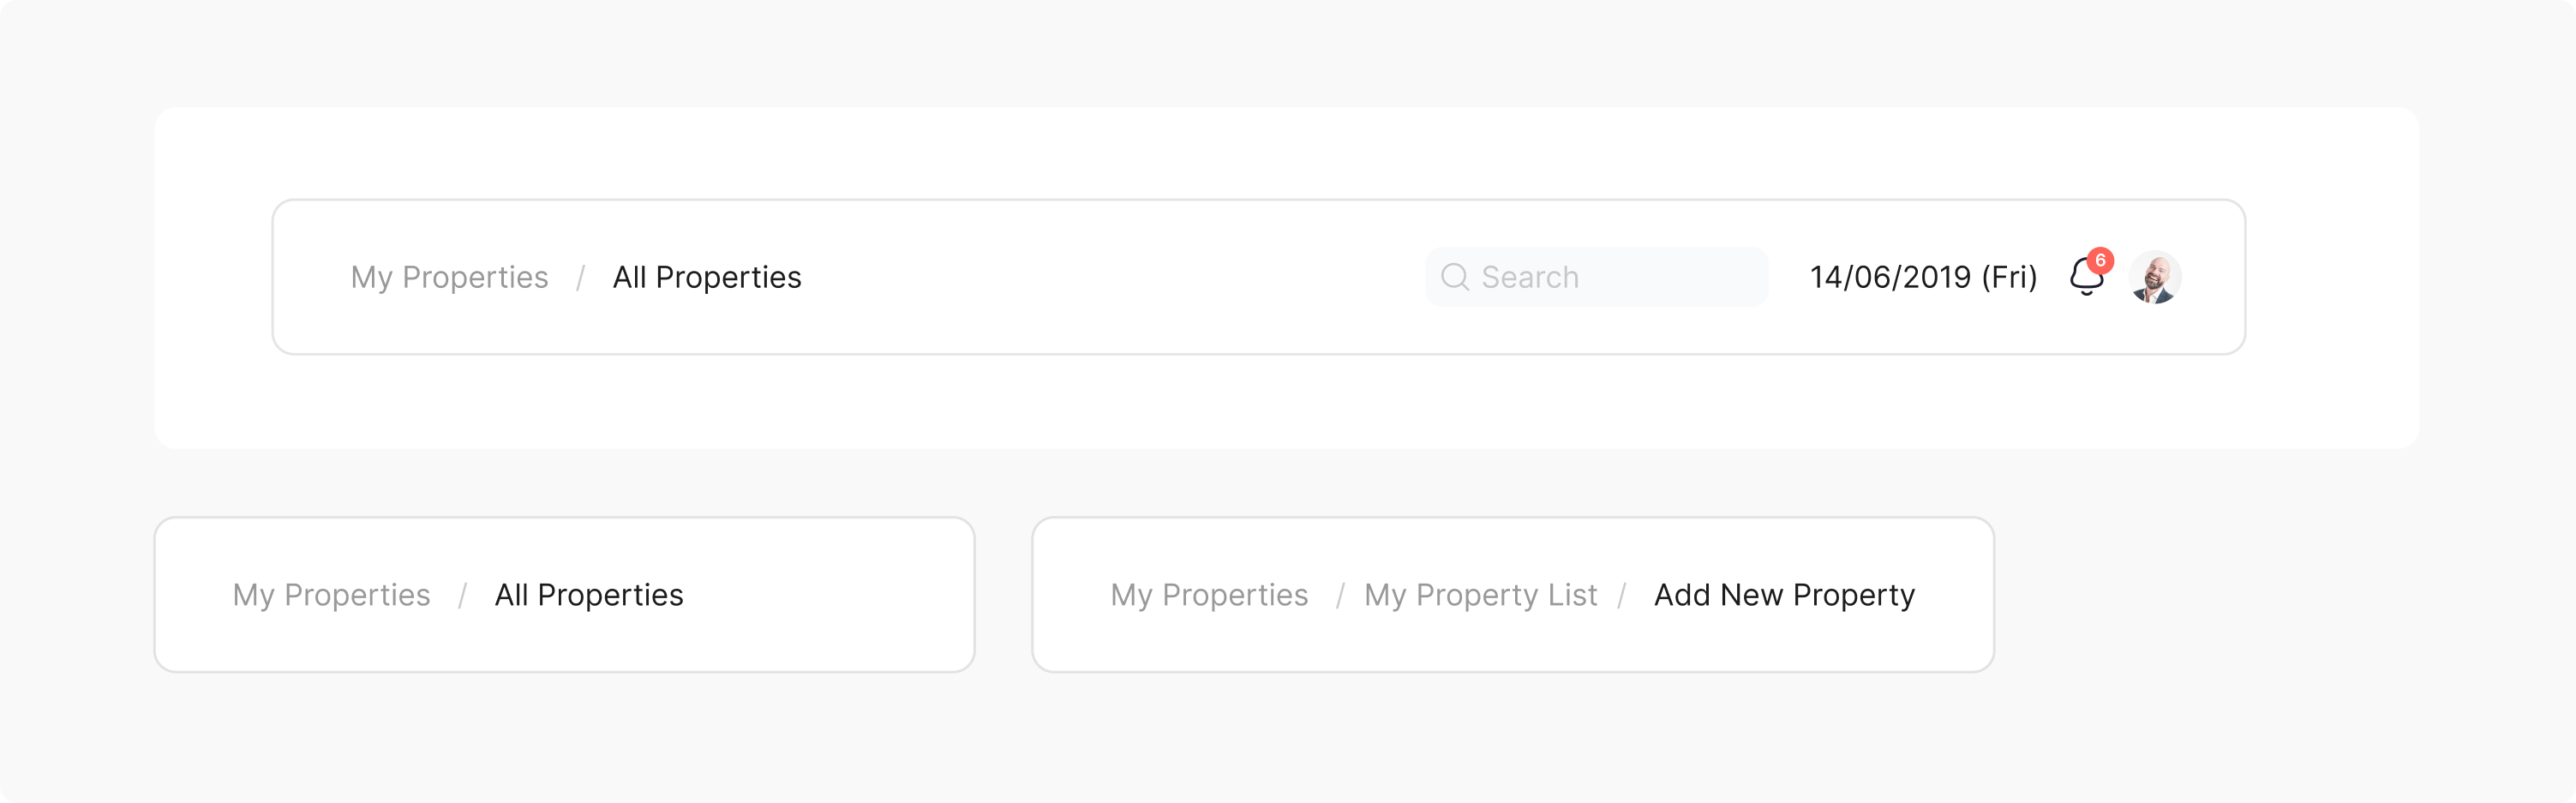 My Properties / All Properties Search 14/06/2019 (Fri) 6
My Properties / All Properties
My Properties / My Property List / Add New Property